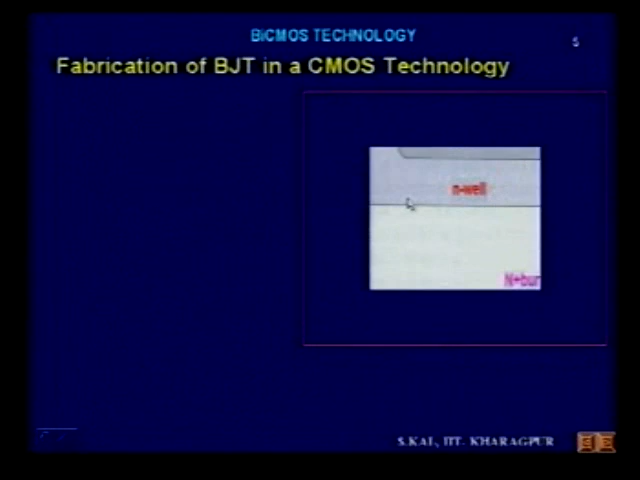 BiCMOS TECHNOLOGY
5
Fabrication of BJT in a CMOS Technology
n-well
N+bur
S.KAL, IIT- KHARAGPUR